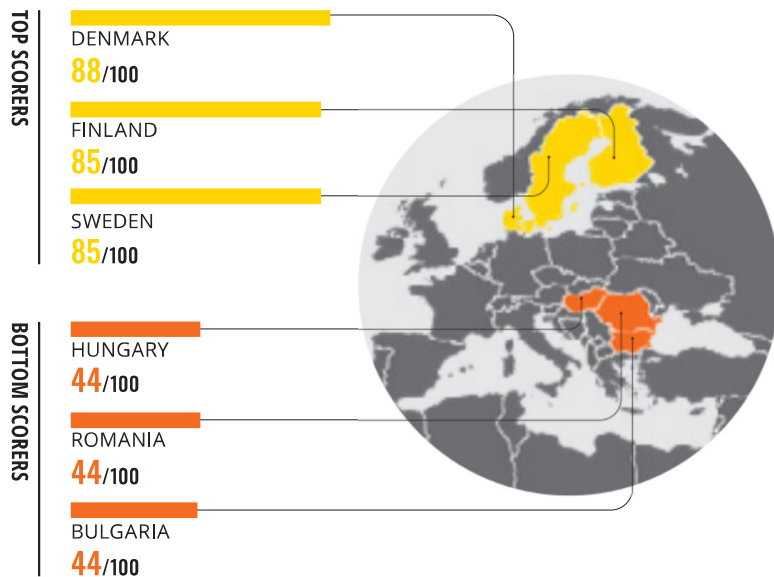 TOP SCORERS
DENMARK
88/100
FINLAND
85/100
SWEDEN
85/100
BOTTOM SCORERS
HUNGARY
44/100
ROMANIA
44/100
BULGARIA
44/100